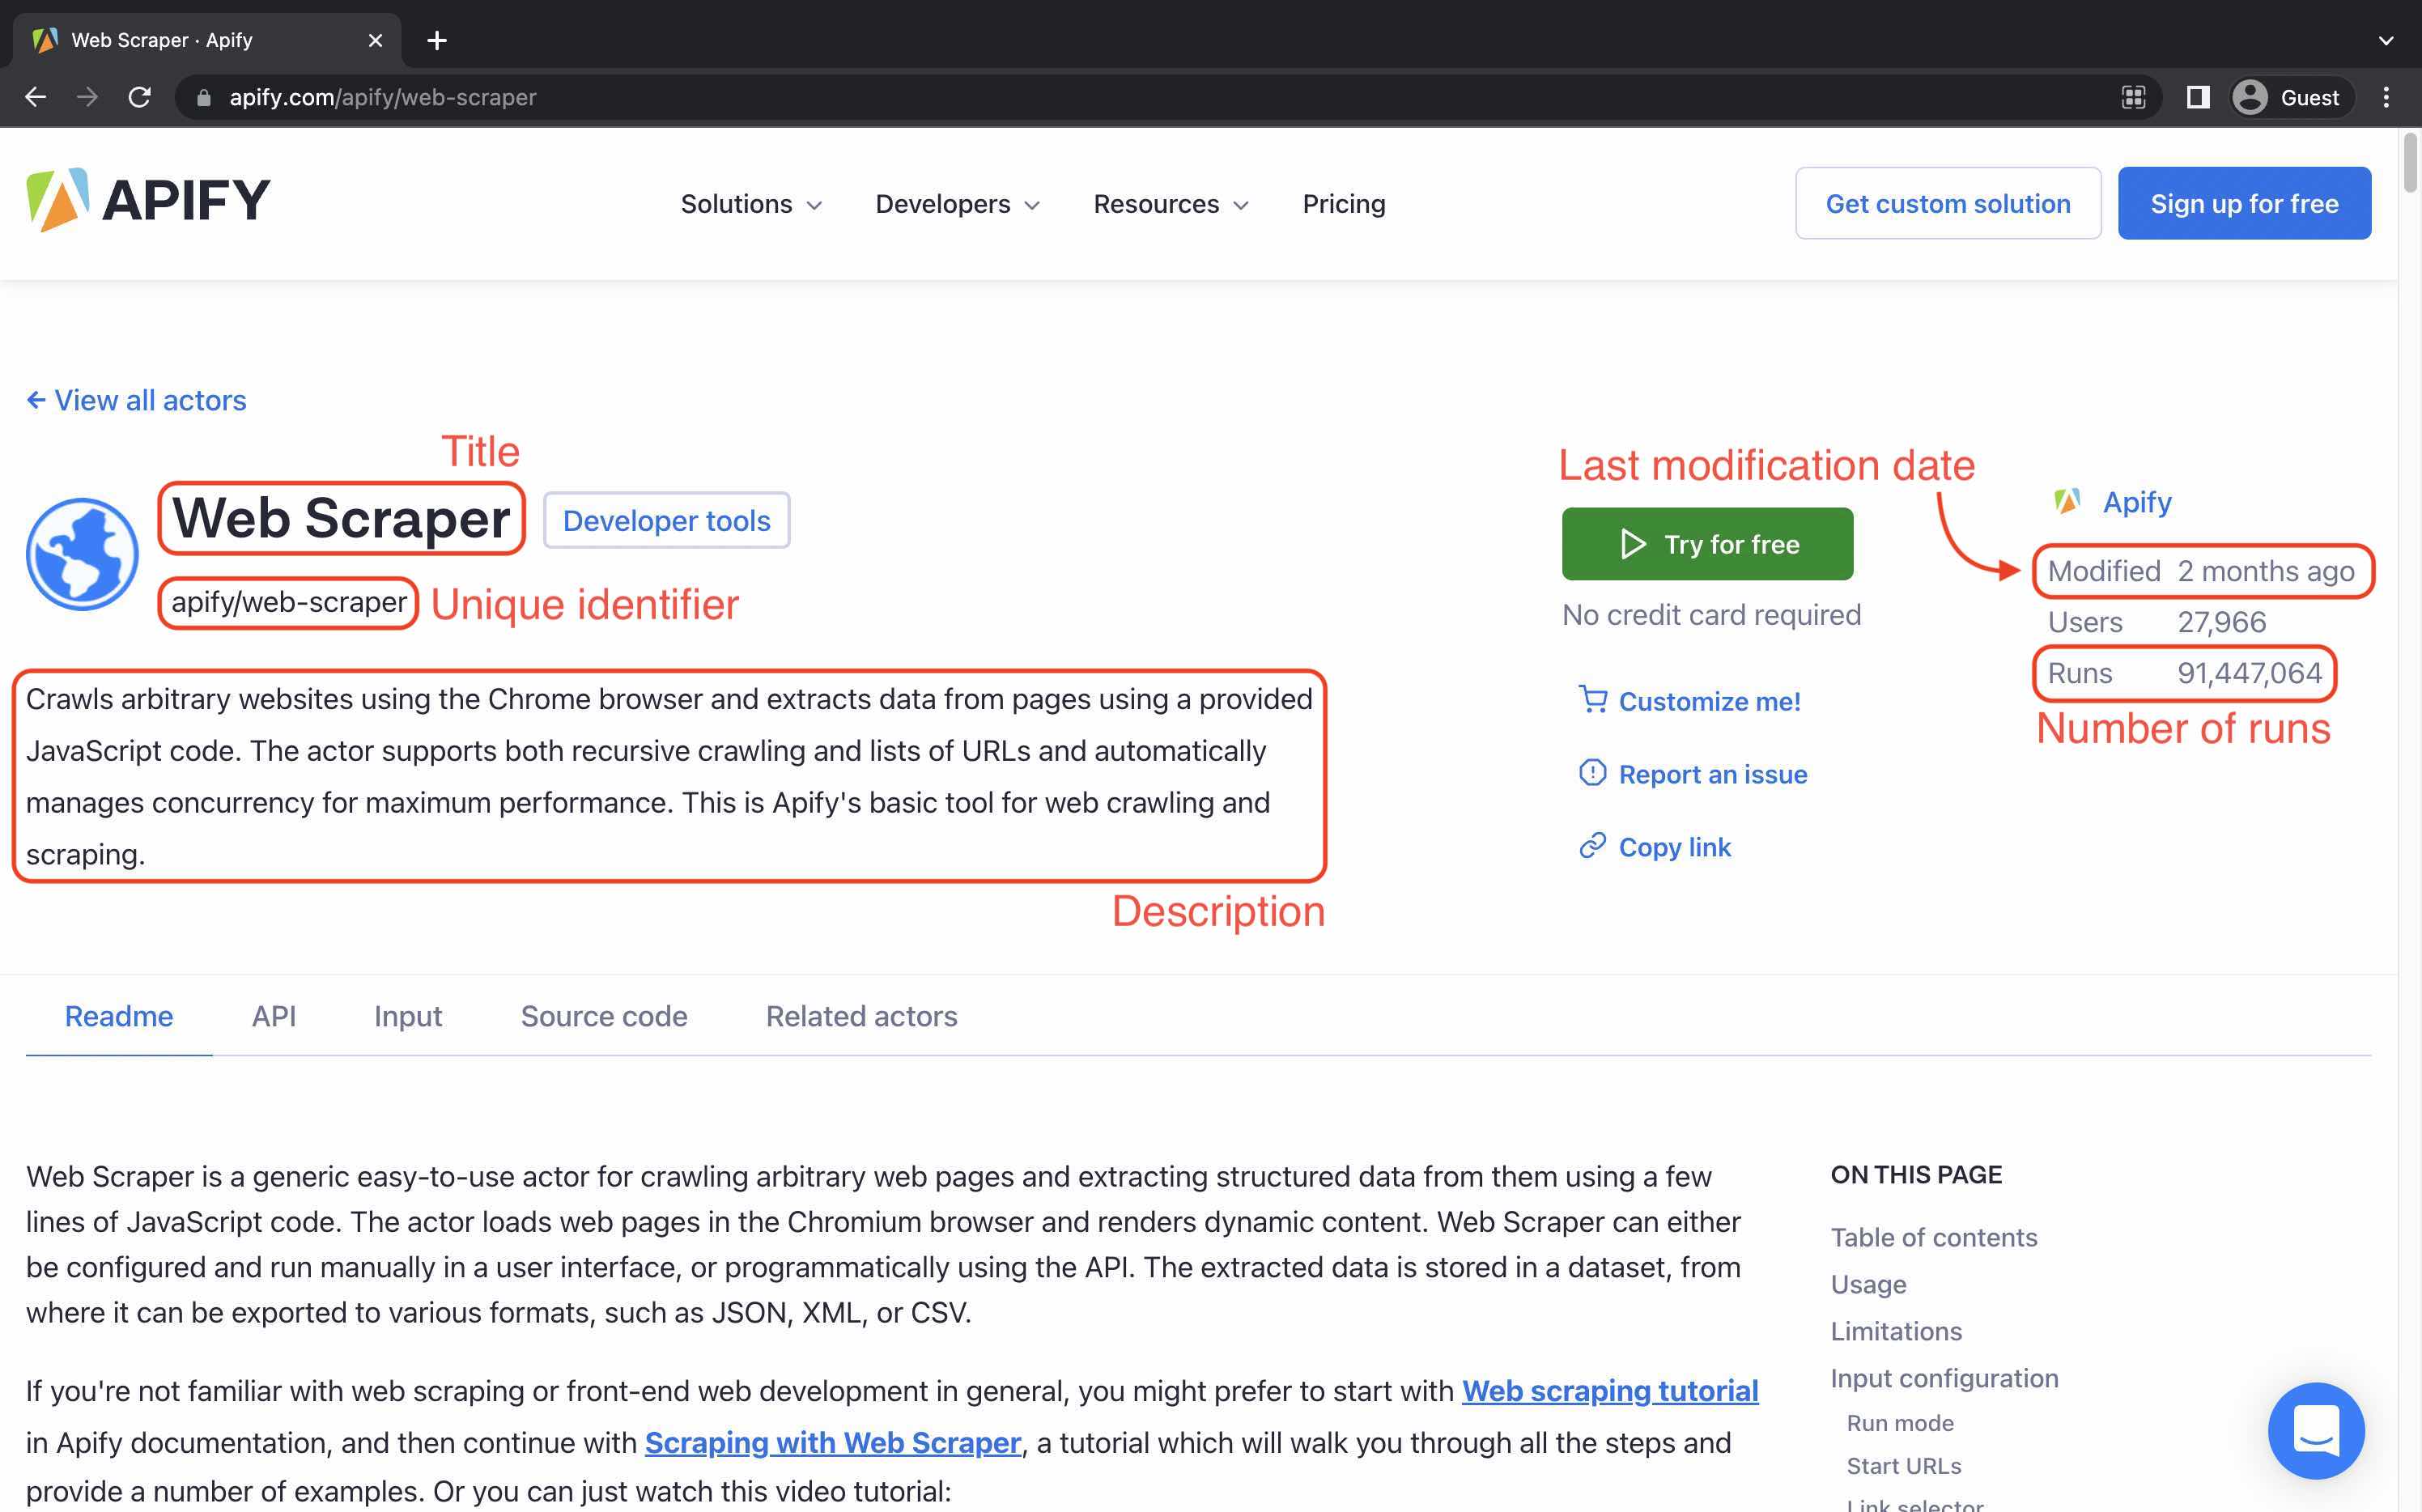 Web Scraper · Apify
apify.com/apify/web-scraper
Guest
APIFY
Solutions
Developers
Resources
Pricing
Get custom solution
Sign up for free
← View all actors
Title
Web Scraper
Developer tools
apify/web-scraper
Unique identifier
Crawls arbitrary websites using the Chrome browser and extracts data from pages using a provided
JavaScript code. The actor supports both recursive crawling and lists of URLs and automatically
manages concurrency for maximum performance. This is Apify's basic tool for web crawling and
scraping.
Description
Last modification date
Try for free
No credit card required
Customize me!
Report an issue
Copy link
Apify
Modified 2 months ago
Users 27,966
Runs 91,447,064
Number of runs
Readme
API
Input
Source code
Related actors
Web Scraper is a generic easy-to-use actor for crawling arbitrary web pages and extracting structured data from them using a few
lines of JavaScript code. The actor loads web pages in the Chromium browser and renders dynamic content. Web Scraper can either
be configured and run manually in a user interface, or programmatically using the API. The extracted data is stored in a dataset, from
where it can be exported to various formats, such as JSON, XML, or CSV.
If you're not familiar with web scraping or front-end web development in general, you might prefer to start with Web scraping tutorial
in Apify documentation, and then continue with Scraping with Web Scraper, a tutorial which will walk you through all the steps and
provide a number of examples. Or you can just watch this video tutorial:
ON THIS PAGE
Table of contents
Usage
Limitations
Input configuration
Run mode
Start URLs
Link selector